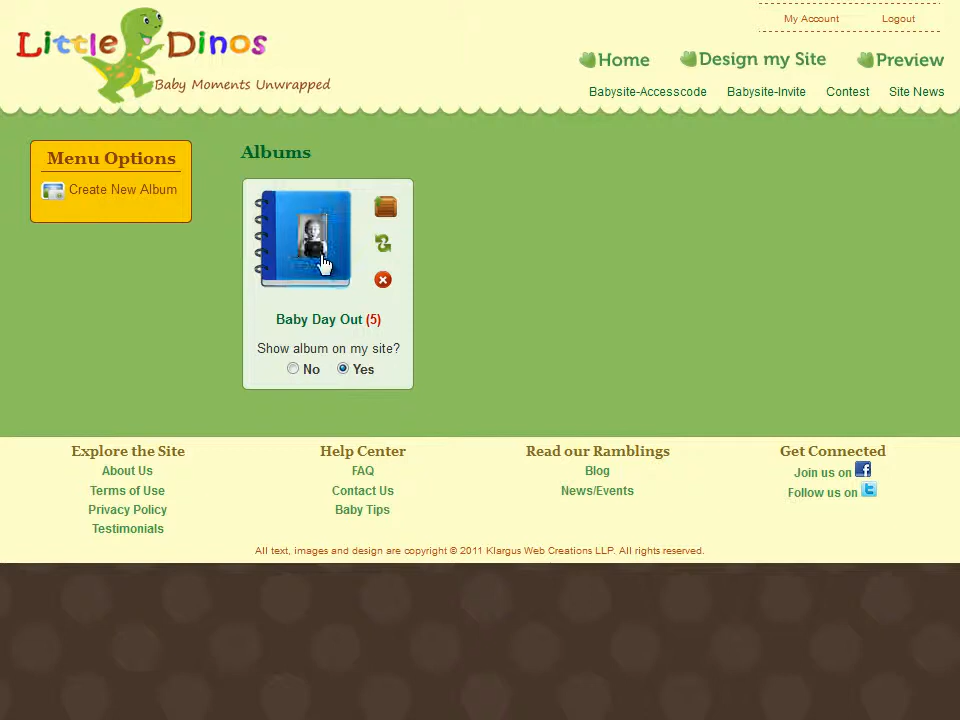 My Account Logout
Little Dinos
Baby Moments Unwrapped
Home Design my Site Preview
Babysite-Accesscode Babysite-Invite Contest Site News
Menu Options
Create New Album
Albums
Baby Day Out (5)
Show album on my site?
No Yes
Explore the Site Help Center Read our Ramblings Get Connected
About Us FAQ Blog Join us on
Terms of Use Contact Us News/Events Follow us on
Privacy Policy Baby Tips
Testimonials
All text, images and design are copyright © 2011 Klargus Web Creations LLP. All rights reserved.